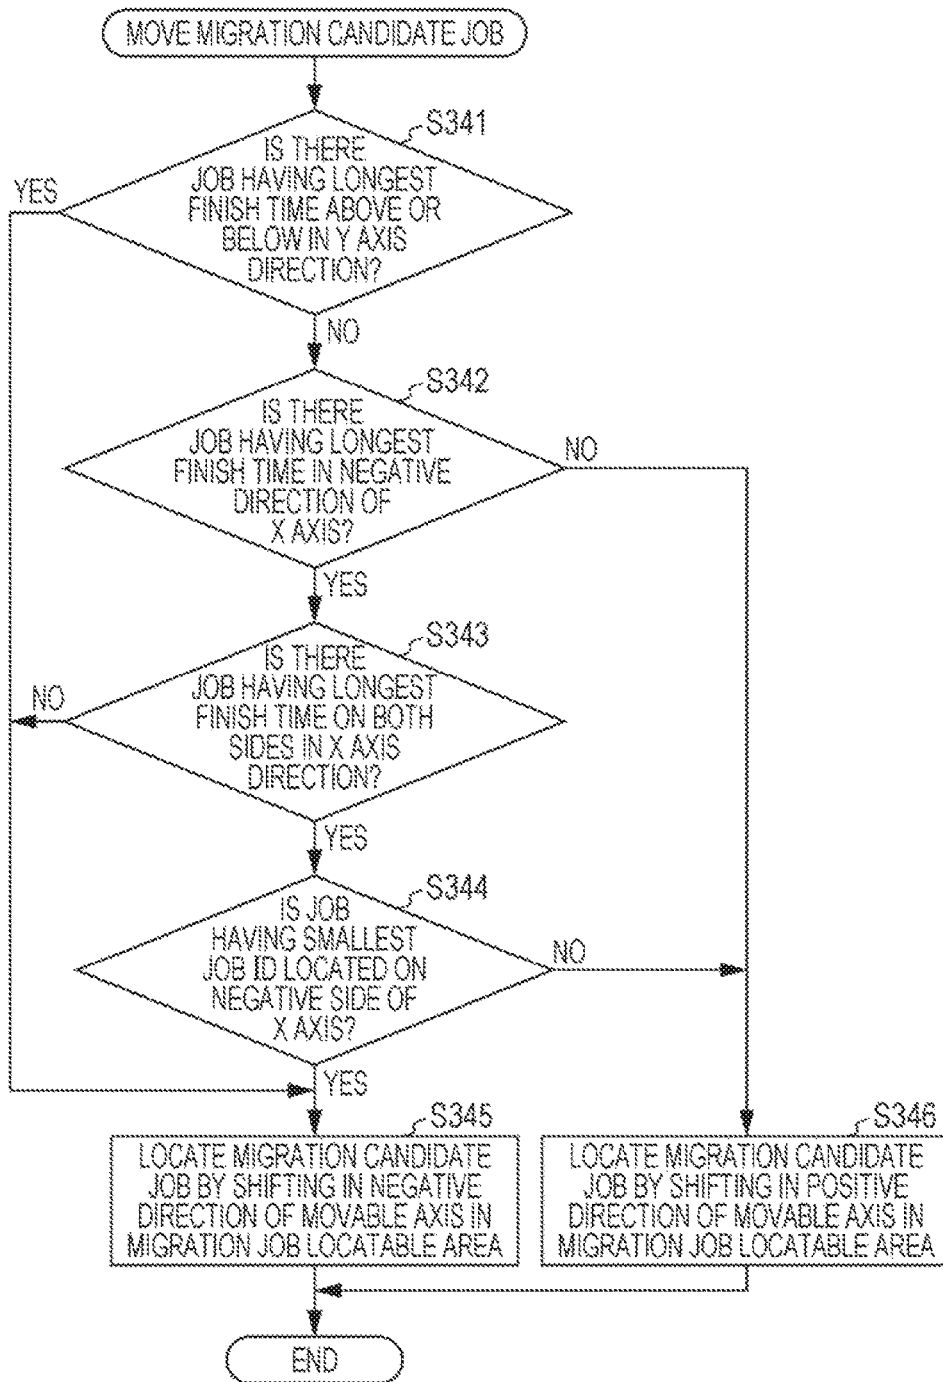 MOVE MIGRATION CANDIDATE JOB
S341
IS THERE
JOB HAVING LONGEST
FINISH TIME ABOVE OR
BELOW IN Y AXIS
DIRECTION?
YES
NO
S342
IS THERE
JOB HAVING LONGEST
FINISH TIME IN NEGATIVE
DIRECTION OF
X AXIS?
NO
YES
S343
IS THERE
JOB HAVING LONGEST
FINISH TIME ON BOTH
SIDES IN X AXIS
DIRECTION?
NO
YES
S344
IS JOB
HAVING SMALLEST
JOB ID LOCATED ON
NEGATIVE SIDE OF
X AXIS?
NO
YES
S345
LOCATE MIGRATION CANDIDATE
JOB BY SHIFTING IN NEGATIVE
DIRECTION OF MOVABLE AXIS IN
MIGRATION JOB LOCATABLE AREA
S346
LOCATE MIGRATION CANDIDATE
JOB BY SHIFTING IN POSITIVE
DIRECTION OF MOVABLE AXIS IN
MIGRATION JOB LOCATABLE AREA
END